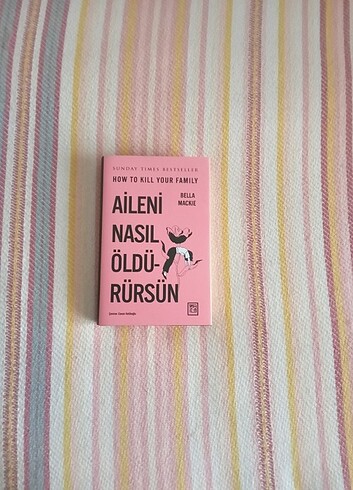 SUNDAY TIMES BESTSELLER
HOW TO KILL YOUR FAMILY
BELLA
MACKIE
AİLENİ
NASIL
ÖLDÜ-
RÜRSÜN